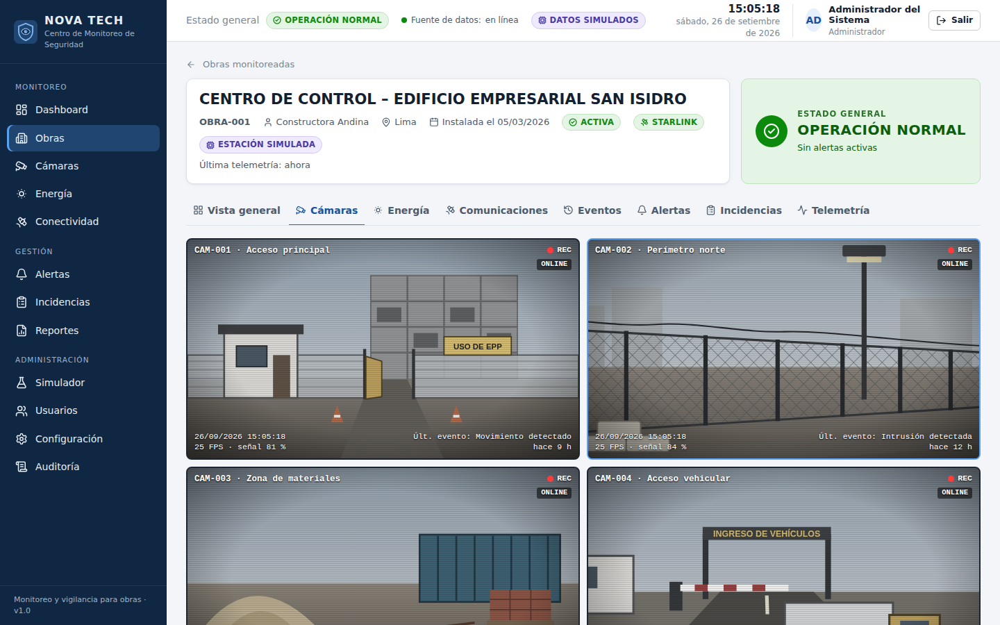 NOVA TECH
Centro de Monitoreo de
Seguridad
MONITOREO
Dashboard
Obras
Cámaras
Energía
Conectividad
GESTIÓN
Alertas
Incidencias
Reportes
ADMINISTRACIÓN
Simulador
Usuarios
Configuración
Auditoría
Monitoreo y vigilancia para obras ·
v1.0
Estado general
OPERACIÓN NORMAL
Fuente de datos: en línea
DATOS SIMULADOS
15:05:18
sábado, 26 de setiembre
de 2026
AD
Administrador del
Sistema
Administrador
Salir
Obras monitoreadas
CENTRO DE CONTROL – EDIFICIO EMPRESARIAL SAN ISIDRO
OBRA-001 Constructora Andina Lima Instalada el 05/03/2026 ACTIVA STARLINK
ESTACIÓN SIMULADA
Última telemetría: ahora
ESTADO GENERAL
OPERACIÓN NORMAL
Sin alertas activas
Vista general Cámaras Energía Comunicaciones Eventos Alertas Incidencias Telemetría
CAM-001 · Acceso principal
REC
ONLINE
USO DE EPP
26/09/2026 15:05:18
25 FPS · señal 81 %
Últ. evento: Movimiento detectado
hace 9 h
CAM-002 · Perímetro norte
REC
ONLINE
26/09/2026 15:05:18
25 FPS · señal 84 %
Últ. evento: Intrusión detectada
hace 12 h
CAM-003 · Zona de materiales
REC
ONLINE
CAM-004 · Acceso vehicular
REC
ONLINE
INGRESO DE VEHÍCULOS